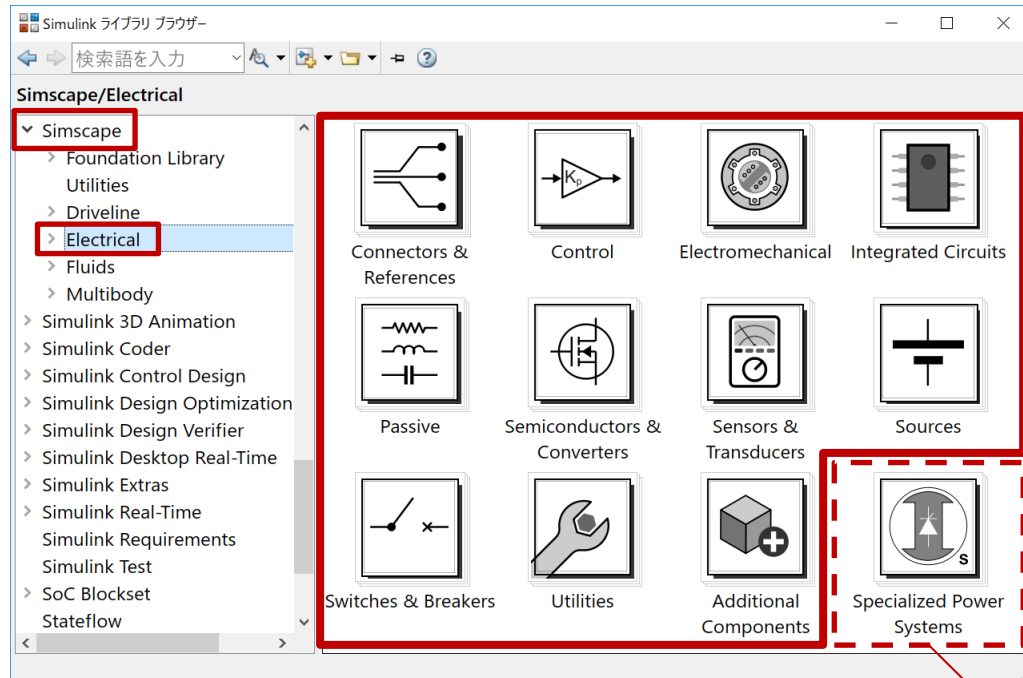 Simulink ライブラリ ブラウザー
検索語を入力
Simscape/Electrical
Simscape
Foundation Library
Utilities
Driveline
Electrical
Fluids
Multibody
Simulink 3D Animation
Simulink Coder
Simulink Control Design
Simulink Design Optimization
Simulink Design Verifier
Simulink Desktop Real-Time
Simulink Extras
Simulink Real-Time
Simulink Requirements
Simulink Test
SoC Blockset
Stateflow
Connectors &
References
Kp
Control
Electromechanical
Integrated Circuits
Passive
Semiconductors &
Converters
Sensors &
Transducers
Sources
Switches & Breakers
Utilities
Additional
Components
S
Specialized Power
Systems